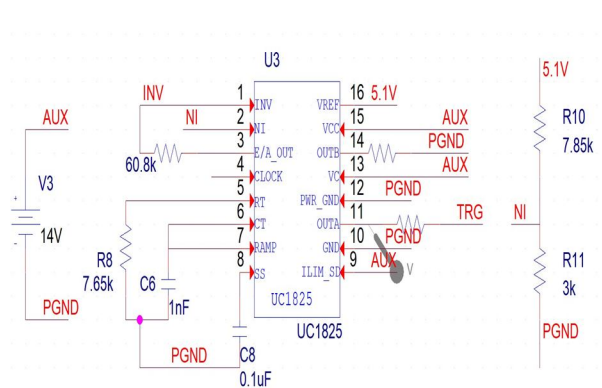 U3
INV
1
INV
VREF
16
5.1V
NI
2
NI
VCC
15
AUX
3
E/A_OUT
OUTB
14
PGND
60.8k
4
CLOCK
VC
13
AUX
5
RT
PWR_GND
12
PGND
6
CT
OUTA
11
TRG
7
RAMP
GND
10
PGND
8
SS
ILIM_SD
9
AUX
V
UC1825
UC1825
AUX
V3
+
-
14V
PGND
R8
7.65k
C6
1nF
PGND
C8
0.1uF
5.1V
R10
7.85k
NI
R11
3k
PGND